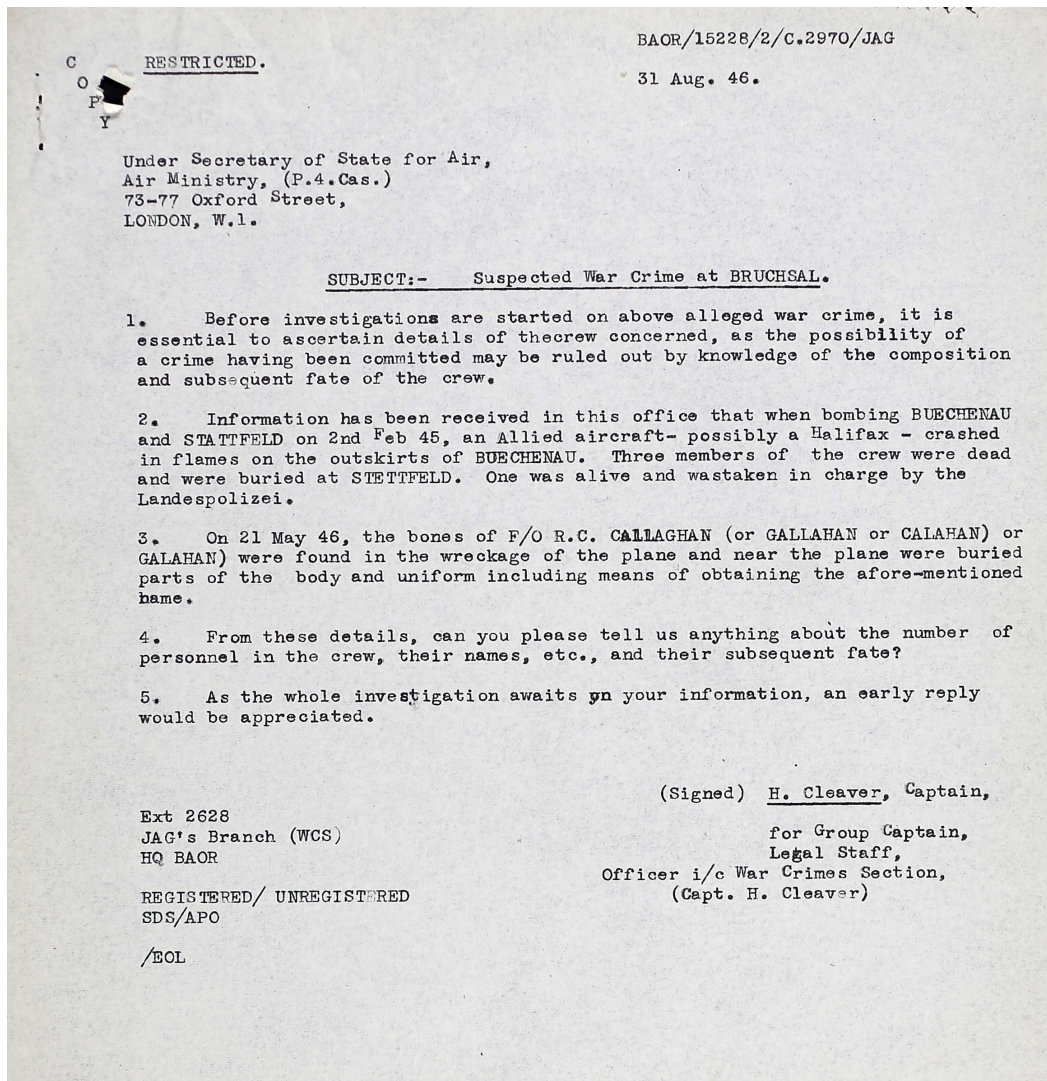 BAOR/15228/2/C.2970/JAG
C RESTRICTED.
O
P
Y
31 Aug. 46.
Under Secretary of State for Air,
Air Ministry, (P.4.Cas.)
73-77 Oxford Street,
LONDON, W.1.
SUBJECT:- Suspected War Crime at BRUCHSAL.
1. Before investigations are started on above alleged war crime, it is
essential to ascertain details of thecrew concerned, as the possibility of
a crime having been committed may be ruled out by knowledge of the composition
and subsequent fate of the crew.
2. Information has been received in this office that when bombing BUECHENAU
and STATTFELD on 2nd Feb 45, an Allied aircraft- possibly a Halifax - crashed
in flames on the outskirts of BUECHENAU. Three members of the crew were dead
and were buried at STETTFELD. One was alive and wastaken in charge by the
Landespolizei.
3. On 21 May 46, the bones of F/O R.C. CALLAGHAN (or GALLAHAN or CALAHAN) or
GALAHAN) were found in the wreckage of the plane and near the plane were buried
parts of the body and uniform including means of obtaining the afore-mentioned
hame.
4. From these details, can you please tell us anything about the number of
personnel in the crew, their names, etc., and their subsequent fate?
5. As the whole investigation awaits on your information, an early reply
would be appreciated.
(Signed) H. Cleaver, Captain,
for Group Captain,
Legal Staff,
Officer i/c War Crimes Section,
(Capt. H. Cleaver)
Ext 2628
JAG's Branch (WCS)
HQ BAOR
REGISTERED/ UNREGISTERED
SDS/APO
/EOL